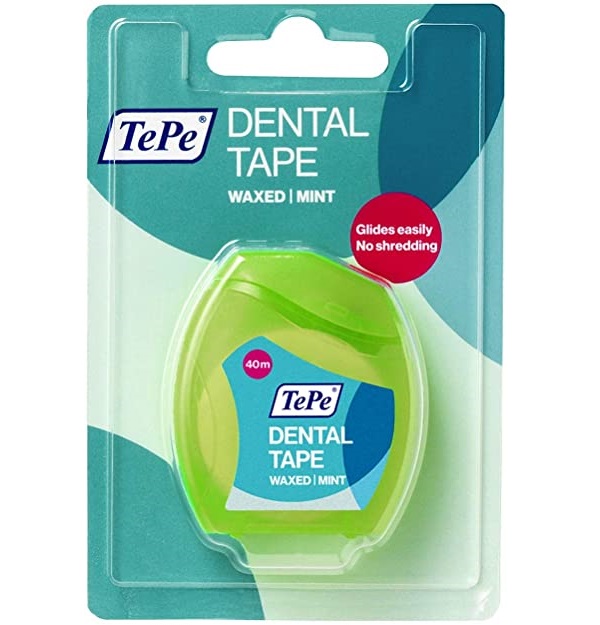 TePe®
DENTAL
TAPE
WAXED | MINT
Glides easily
No shredding
40m
TePe®
DENTAL
TAPE
WAXED | MINT